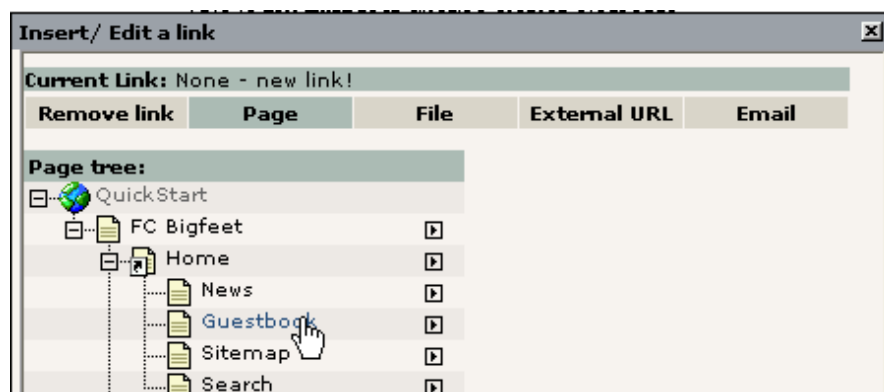 Insert/ Edit a link
Current Link: None - new link!
Remove link Page File External URL Email
Page tree:
QuickStart
FC Bigfeet
Home
News
Guestbook
Sitemap
Search